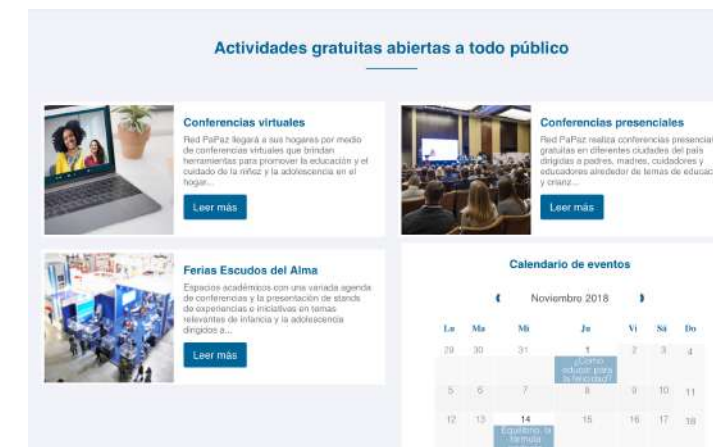 Actividades gratuitas abiertas a todo público
Conferencias virtuales
Red PaPaz llegará a sus hogares por medio
de conferencias virtuales que brindan
herramientas para promover la educación y el
cuidado de la niñez y la adolescencia en el
hogar...
Leer más
Conferencias presenciales
Red PaPaz realiza conferencias presencia
gratuitas en diferentes ciudades del país
dirigidas a padres, madres, cuidadores y
educadores alrededor de temas de educac
y crianz...
Leer más
Ferias Escudos del Alma
Espacios académicos con una variada agenda
de conferencias y la presentación de stands
de experiencias e iniciativas en temas
relevantes de infancia y la adolescencia
dirigidos a...
Leer más
Calendario de eventos
Noviembre 2018
Lu Ma Mi Ju Vi Sá Do
29 30 31 1 2 3 4
¿Cómo
educar para
la felicidad?
5 6 7 8 9 10 11
12 13 14 15 16 17 18
Equilibrio, la
fórmula